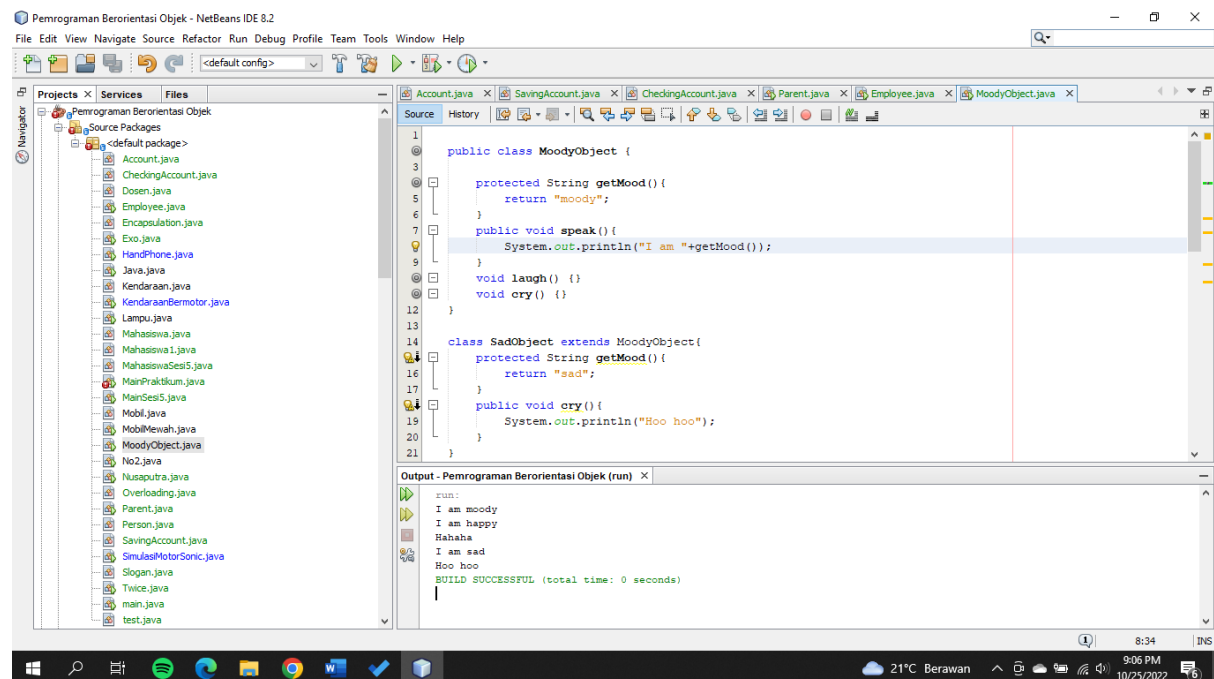 Pemrograman Berorientasi Objek - NetBeans IDE 8.2
File Edit View Navigate Source Refactor Run Debug Profile Team Tools Window Help
<default config>
Projects Services Files
Navigator
Pemrograman Berorientasi Objek
Source Packages
<default package>
Account.java
CheckingAccount.java
Dosen.java
Employee.java
Encapsulation.java
Exo.java
HandPhone.java
Java.java
Kendaraan.java
KendaraanBermotor.java
Lampu.java
Mahasiswa.java
Mahasiswa1.java
MahasiswaSesi5.java
MainPraktikum.java
MainSesi5.java
Mobil.java
MobilMewah.java
MoodyObject.java
No2.java
Nusaputra.java
Overloading.java
Parent.java
Person.java
SavingAccount.java
SimulasiMotorSonic.java
Slogan.java
Twice.java
main.java
test.java
Account.java SavingAccount.java CheckingAccount.java Parent.java Employee.java MoodyObject.java
Source History
1
public class MoodyObject {
3
protected String getMood(){
5 return "moody";
6 }
7 public void speak(){
System.out.println("I am "+getMood());
9 }
void laugh() {}
void cry() {}
12 }
13
14 class SadObject extends MoodyObject{
protected String getMood(){
16 return "sad";
17 }
public void cry(){
19 System.out.println("Hoo hoo");
20 }
21 }
Output - Pemrograman Berorientasi Objek (run)
run:
I am moody
I am happy
Hahaha
I am sad
Hoo hoo
BUILD SUCCESSFUL (total time: 0 seconds)
1 8:34 INS
21°C Berawan
9:06 PM
10/25/2022
6